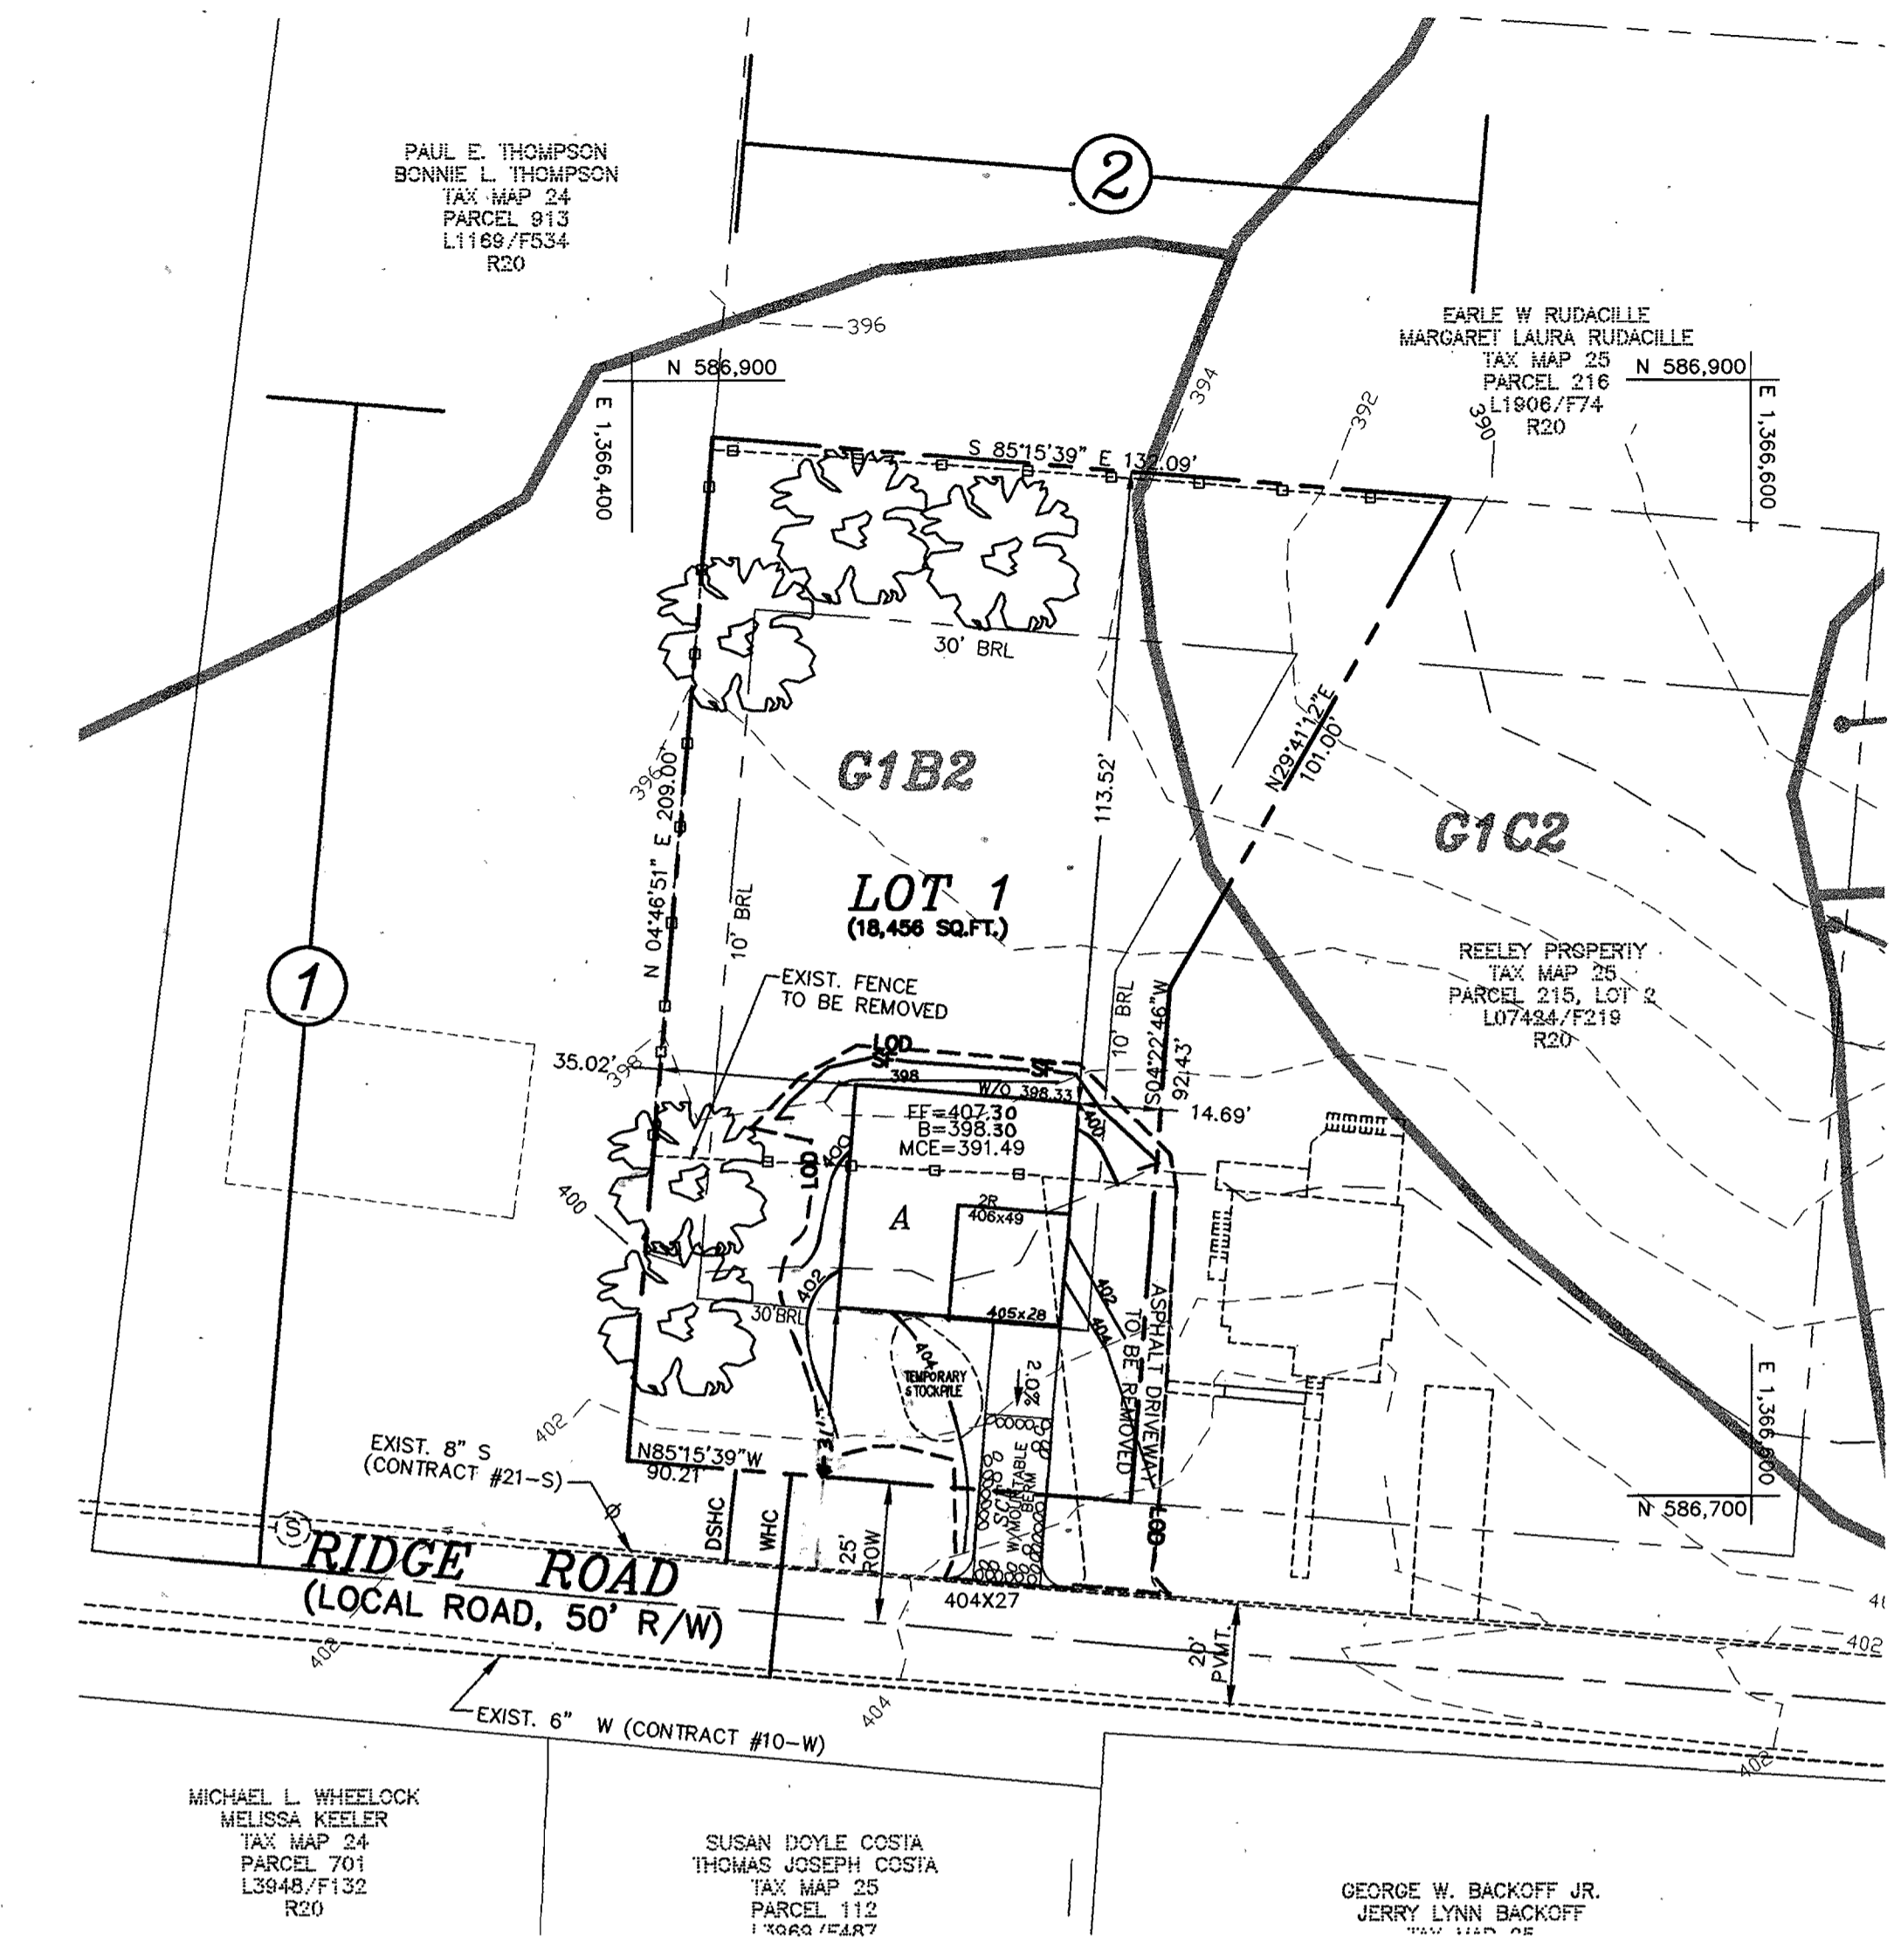 PAUL E. THOMPSON
BONNIE L. THOMPSON
TAX MAP 24
PARCEL 913
L1169/F534
R20
2
396
N 586,900
E 1,366,400
EARLE W RUDACILLE
MARGARET LAURA RUDACILLE
TAX MAP 25
PARCEL 216
L1906/F74
R20
N 586,900
E 1,366,600
394
392
390
S 85°15'39" E 132.09'
30' BRL
N29°41'12"E
101.00'
113.52'
G1B2
G1C2
396
N 04°46'51" E 209.00'
10' BRL
LOT 1
(18,456 SQ.FT.)
1
EXIST. FENCE
TO BE REMOVED
REELEY PROPERTY
TAX MAP 25
PARCEL 215, LOT 2
L07424/F219
R20
10' BRL
S04°22'46"W
92.43'
LOD
SF
SF
35.02'
398
398
W/O 398.33
14.69'
FF=407.30
B=398.30
MCE=391.49
400
400
LOD
400
2R
406x49
A
402
30'BRL
405x28
402
404
ASPHALT DRIVEWAY
TO BE REMOVED
404
TEMPORARY
STOCKPILE
2.0%
402
N85°15'39"W
90.21'
EXIST. 8" S
(CONTRACT #21-S)
S
DSHC
WHC
25'
ROW
W/MOUNTABLE
BERM
LOD
E 1,366,600
N 586,700
RIDGE ROAD
(LOCAL ROAD, 50' R/W)
404X27
402
20'
PVMT.
402
EXIST. 6" W (CONTRACT #10-W)
404
402
MICHAEL L. WHEELOCK
MELISSA KEELER
TAX MAP 24
PARCEL 701
L3948/F132
R20
SUSAN DOYLE COSTA
THOMAS JOSEPH COSTA
TAX MAP 25
PARCEL 112
L3969/F487
GEORGE W. BACKOFF JR.
JERRY LYNN BACKOFF
TAX MAP 25